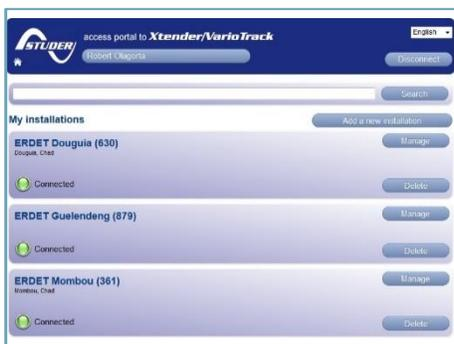 STUDER
access portal to Xtender/VarioTrack
English
Robert Olagorta
Disconnect
Search
My installations
Add a new installation
ERDET Douguia (630)
Manage
Douguia, Chad
Connected
Delete
ERDET Guelendeng (879)
Manage
Connected
Delete
ERDET Mombou (361)
Manage
Mombou, Chad
Connected
Delete